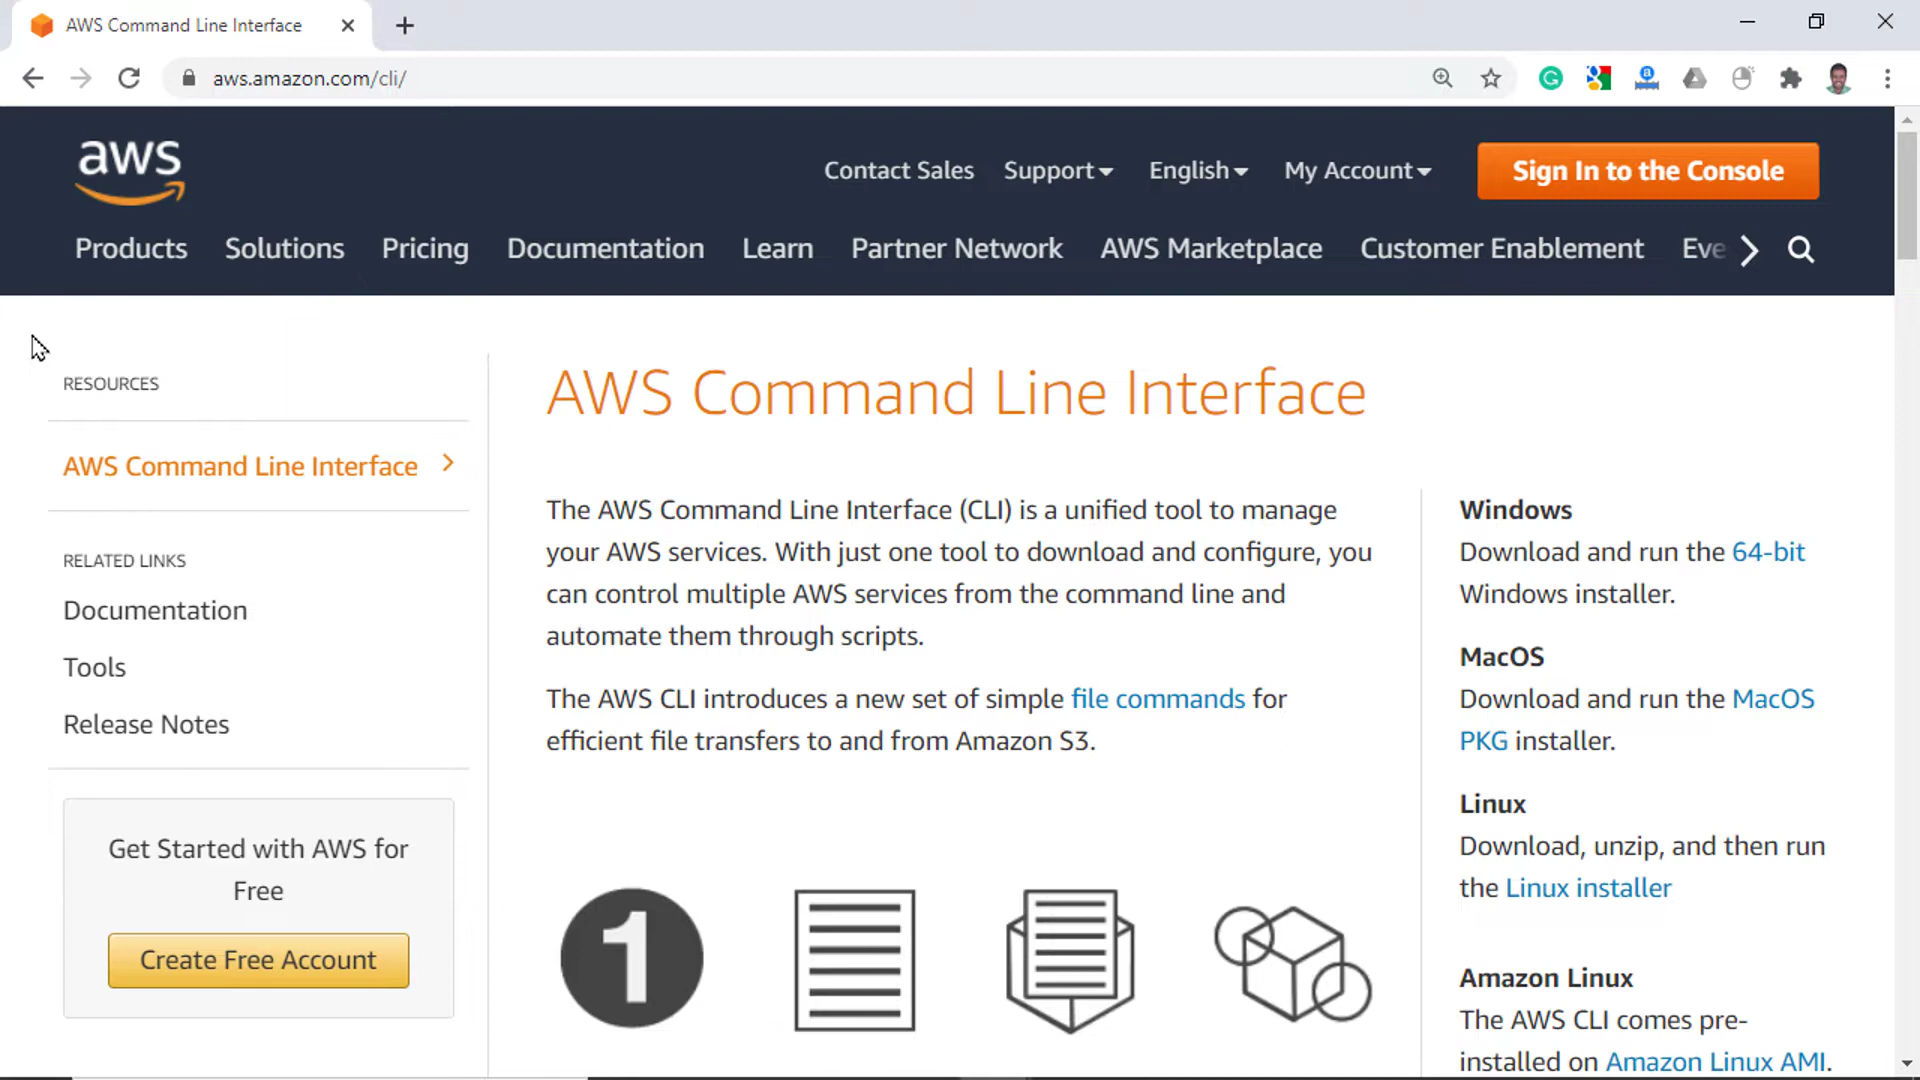 AWS Command Line Interface
aws.amazon.com/cli/
aws
Contact Sales Support English My Account Sign In to the Console
Products Solutions Pricing Documentation Learn Partner Network AWS Marketplace Customer Enablement Eve
RESOURCES
AWS Command Line Interface
RELATED LINKS
Documentation
Tools
Release Notes
Get Started with AWS for
Free
Create Free Account
AWS Command Line Interface
The AWS Command Line Interface (CLI) is a unified tool to manage
your AWS services. With just one tool to download and configure, you
can control multiple AWS services from the command line and
automate them through scripts.
The AWS CLI introduces a new set of simple file commands for
efficient file transfers to and from Amazon S3.
1
Windows
Download and run the 64-bit
Windows installer.
MacOS
Download and run the MacOS
PKG installer.
Linux
Download, unzip, and then run
the Linux installer
Amazon Linux
The AWS CLI comes pre-
installed on Amazon Linux AMI.